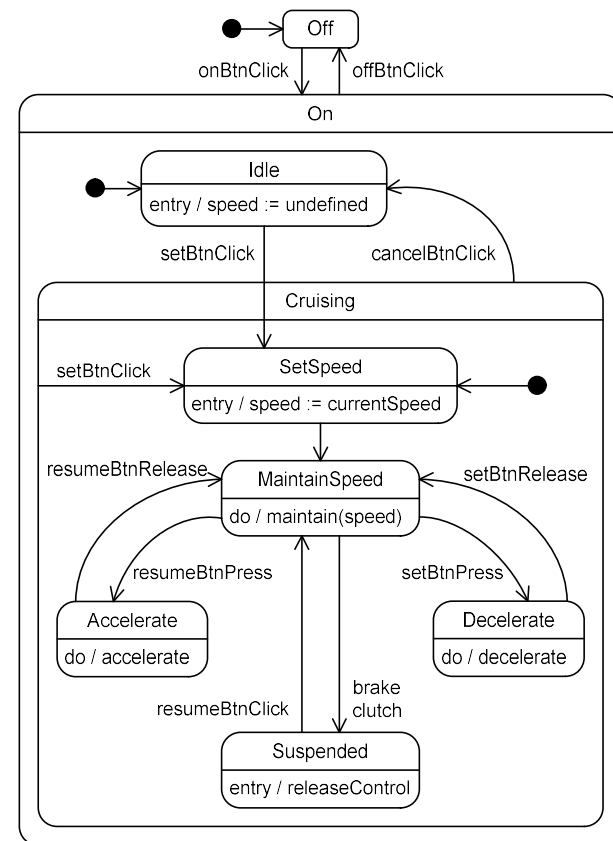 Off
onBtnClick
offBtnClick
On
Idle
entry / speed := undefined
setBtnClick
cancelBtnClick
Cruising
setBtnClick
SetSpeed
entry / speed := currentSpeed
resumeBtnRelease
MaintainSpeed
do / maintain(speed)
setBtnRelease
resumeBtnPress
setBtnPress
Accelerate
do / accelerate
Decelerate
do / decelerate
resumeBtnClick
brake
clutch
Suspended
entry / releaseControl